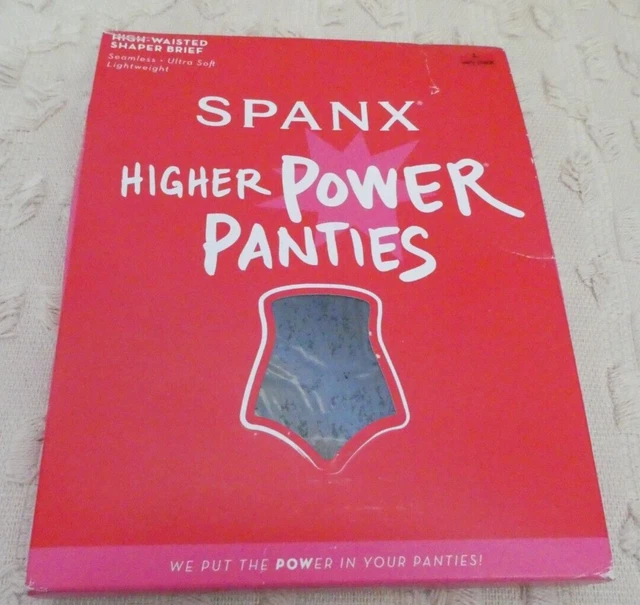 HIGH-WAISTED
SHAPER BRIEF
Seamless • Ultra Soft
Lightweight
SPANX®
HIGHER POWER®
PANTIES
WE PUT THE POWER IN YOUR PANTIES!